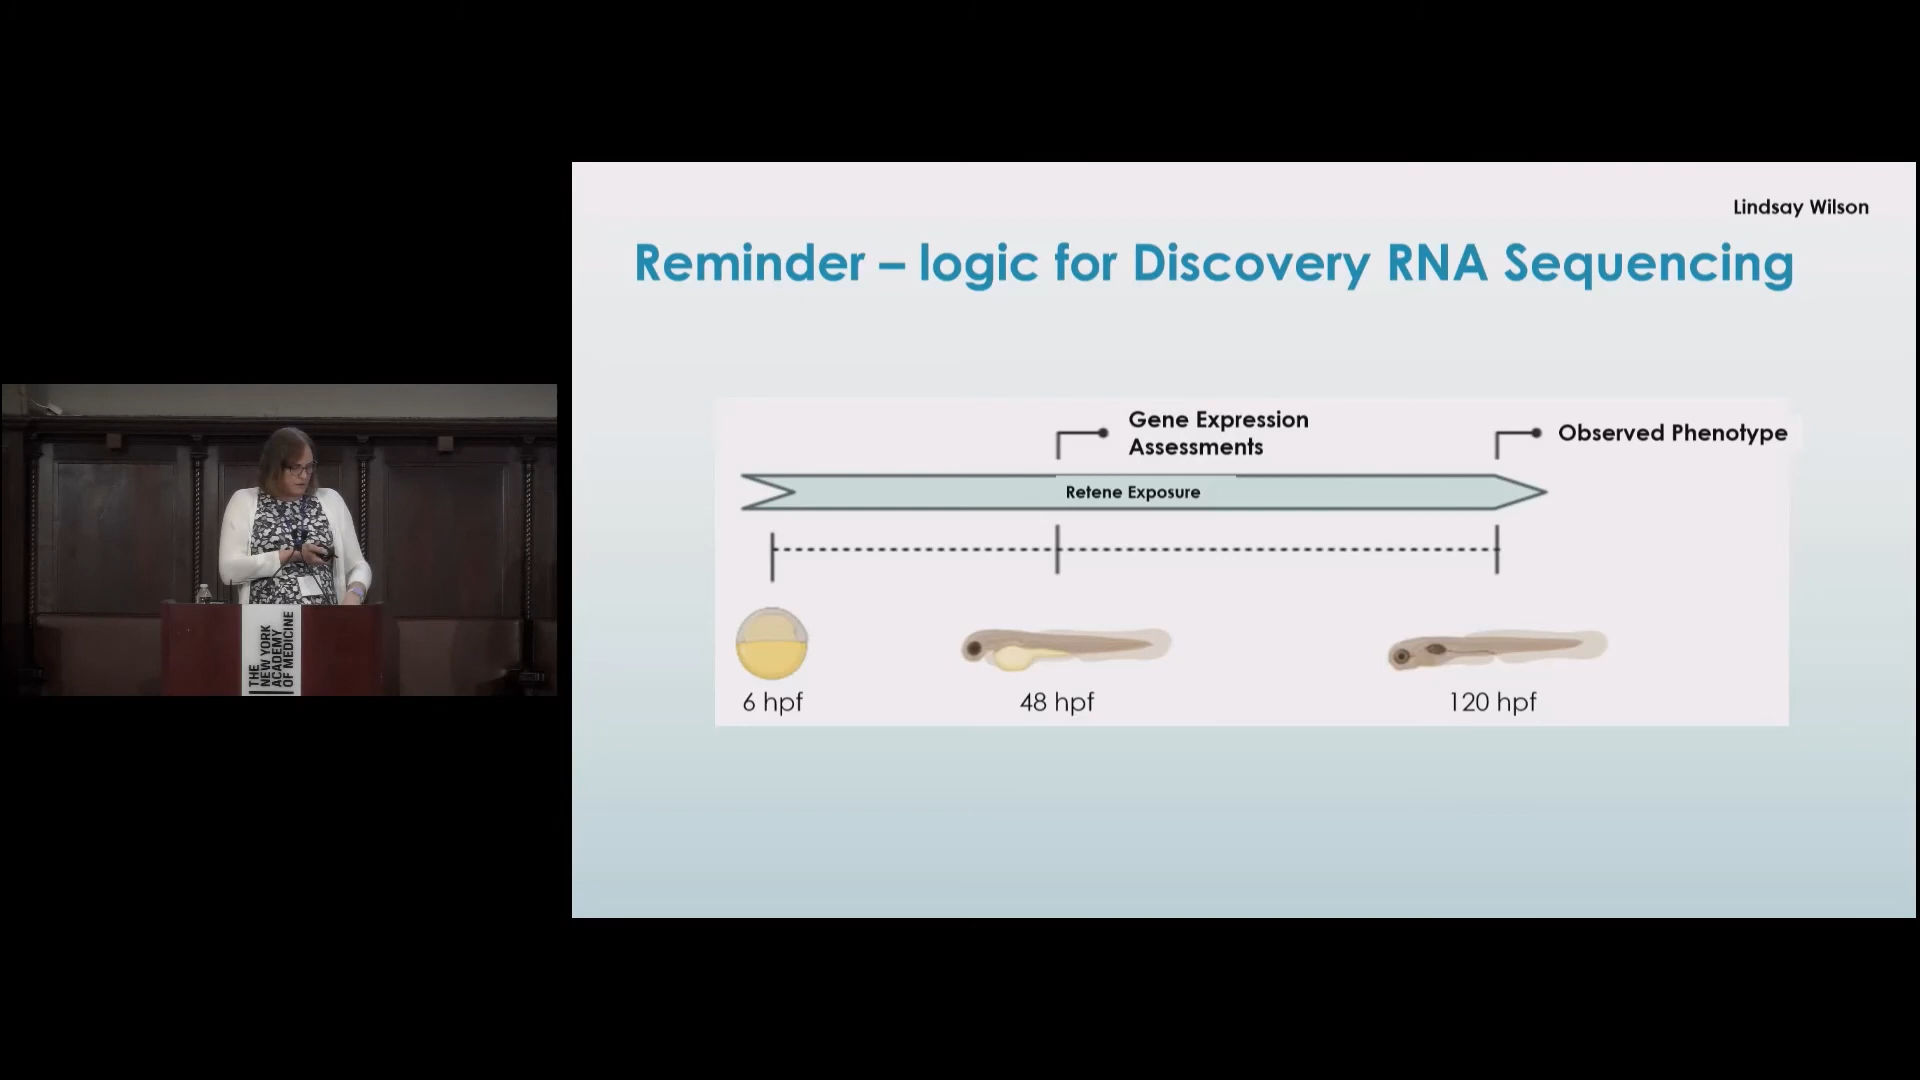 Lindsay Wilson
Reminder – logic for Discovery RNA Sequencing
Gene Expression
Assessments
Observed Phenotype
Retene Exposure
6 hpf
48 hpf
120 hpf
THE
NEW YORK
ACADEMY
OF MEDICINE